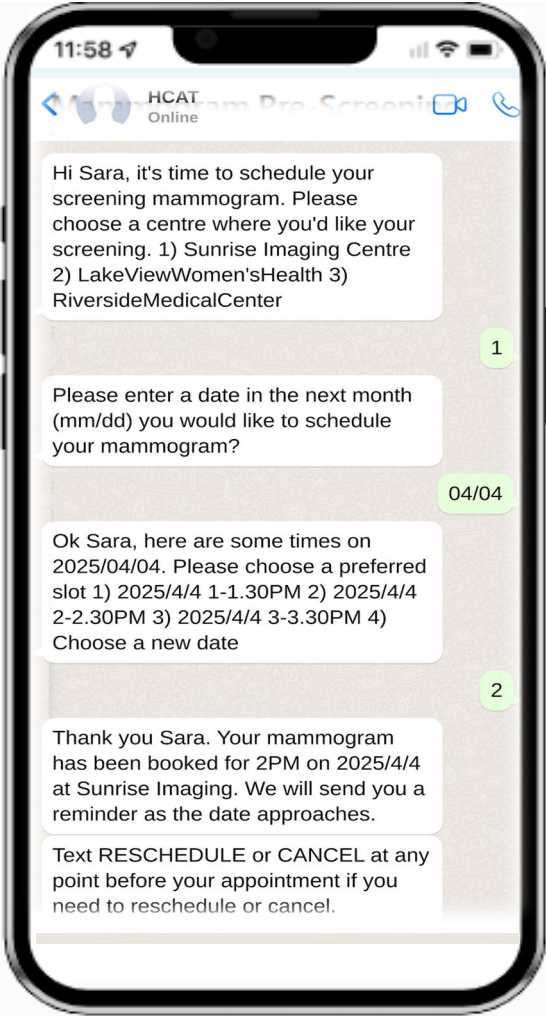 11:58
Mammogram Pre-Screening
HCAT
Online
Hi Sara, it's time to schedule your
screening mammogram. Please
choose a centre where you'd like your
screening. 1) Sunrise Imaging Centre
2) LakeViewWomen'sHealth 3)
RiversideMedicalCenter
1
Please enter a date in the next month
(mm/dd) you would like to schedule
your mammogram?
04/04
Ok Sara, here are some times on
2025/04/04. Please choose a preferred
slot 1) 2025/4/4 1-1.30PM 2) 2025/4/4
2-2.30PM 3) 2025/4/4 3-3.30PM 4)
Choose a new date
2
Thank you Sara. Your mammogram
has been booked for 2PM on 2025/4/4
at Sunrise Imaging. We will send you a
reminder as the date approaches.
Text RESCHEDULE or CANCEL at any
point before your appointment if you
need to reschedule or cancel.